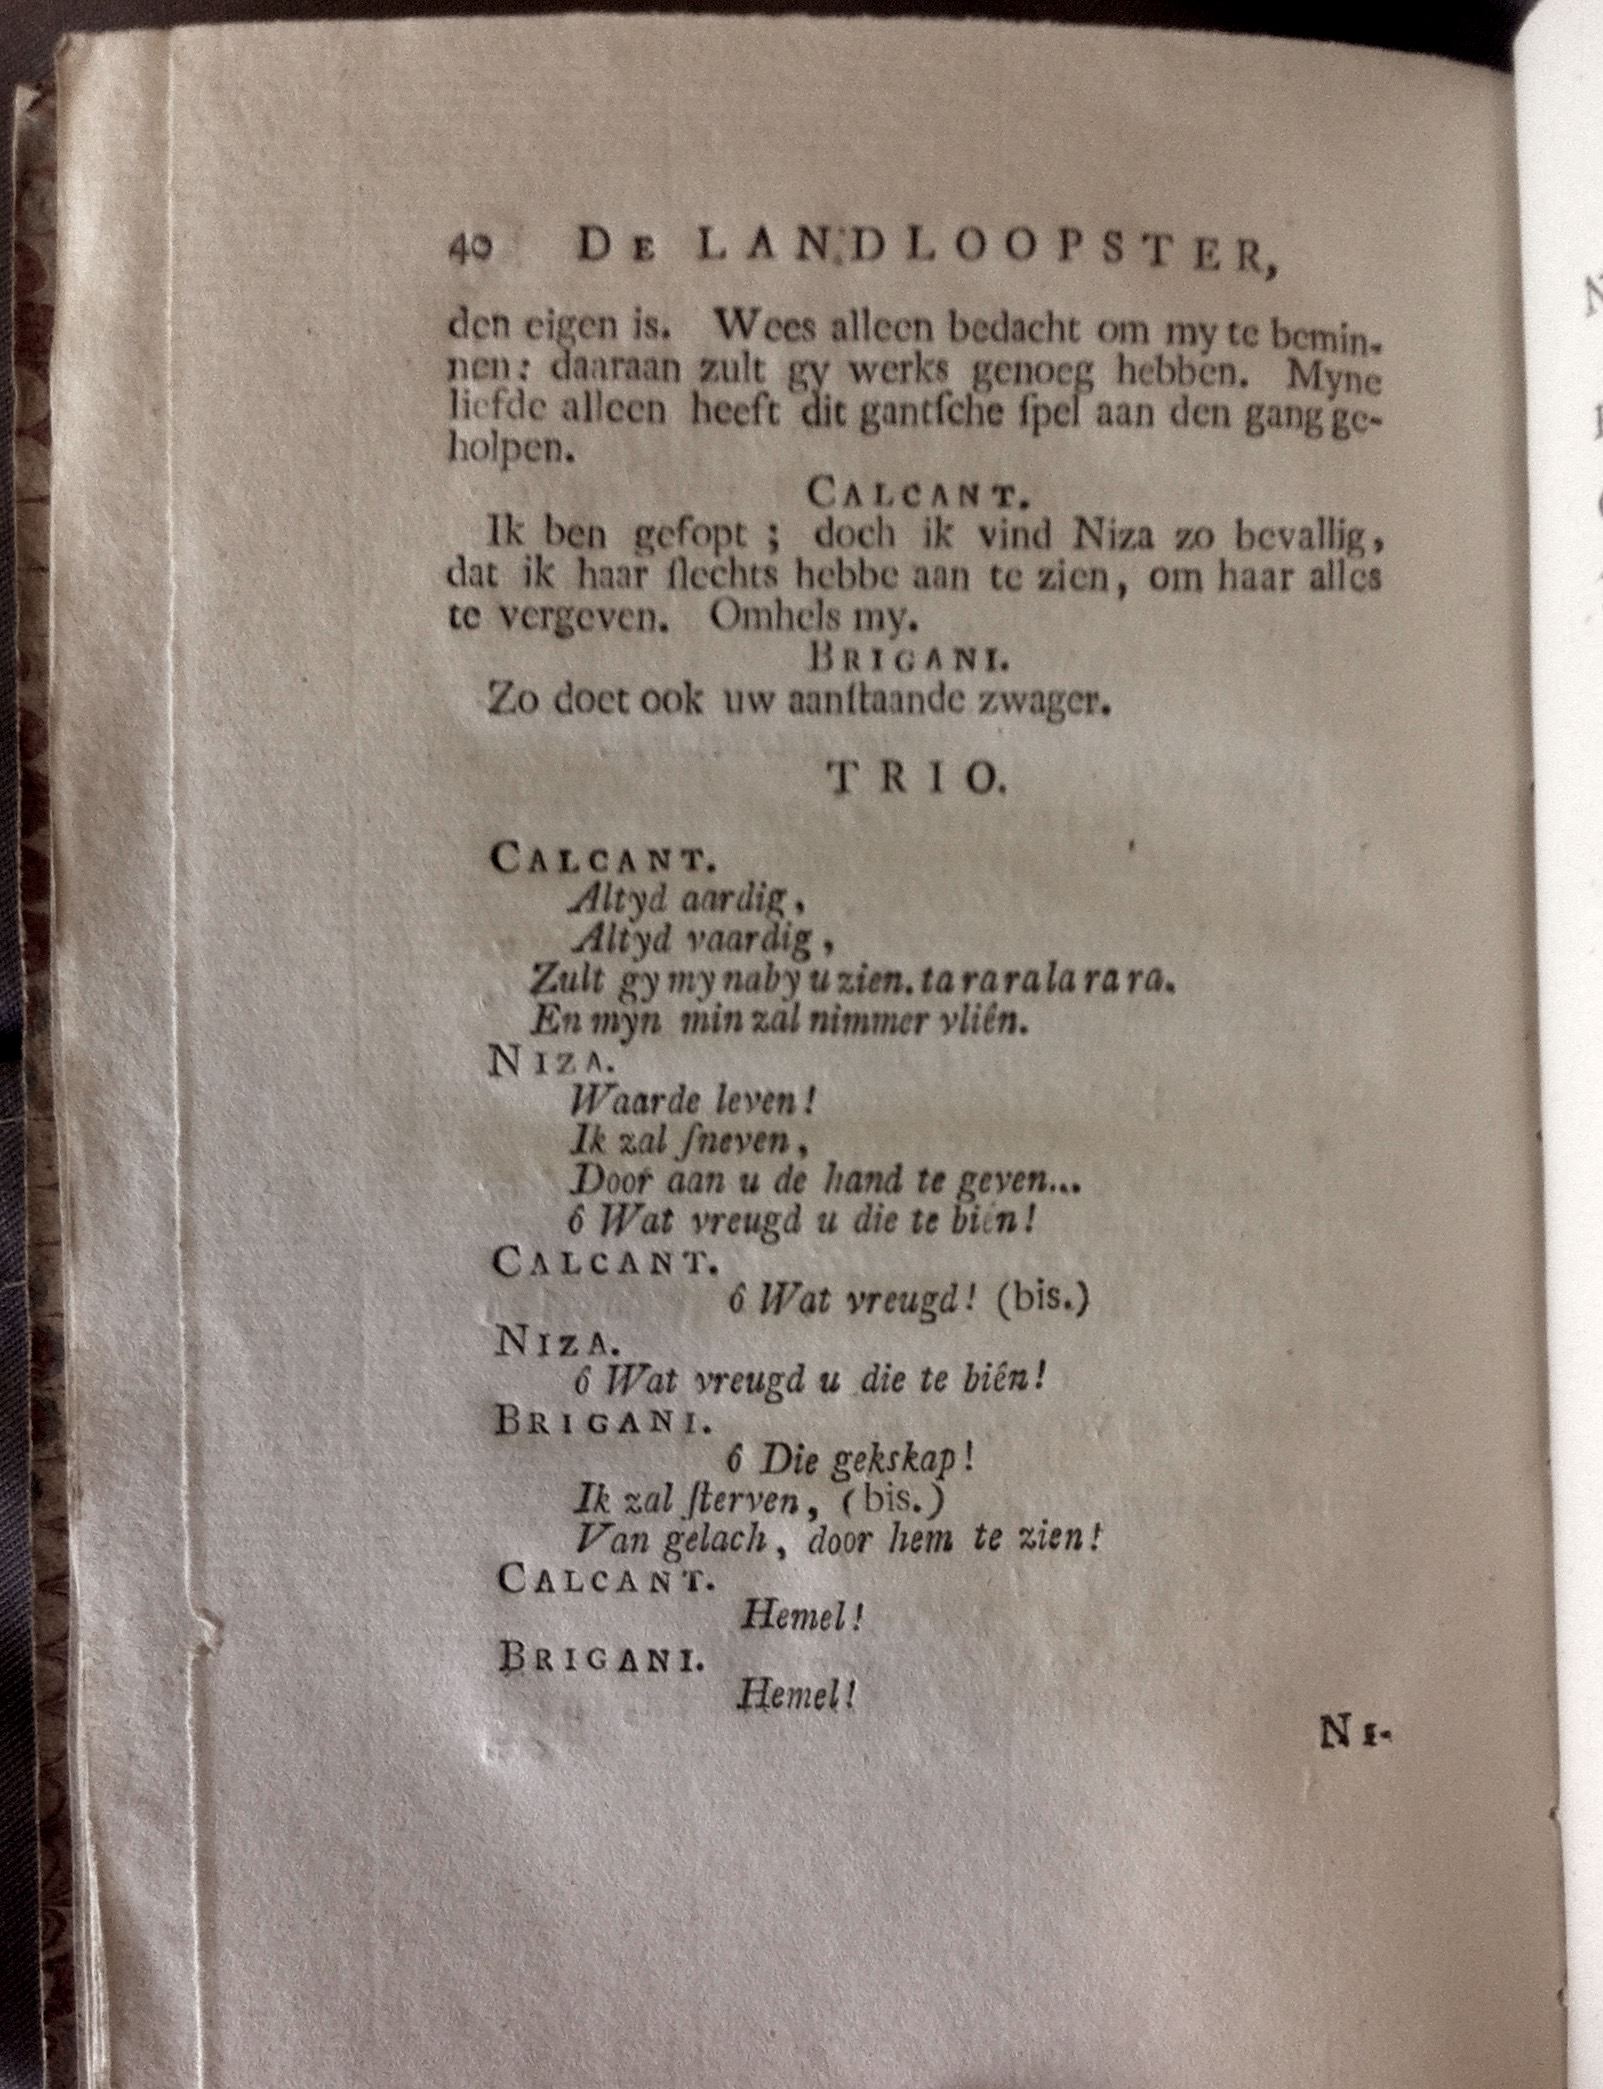 40 DE LANDLOOPSTER,
den eigen is. Wees alleen bedacht om my te bemin-
nen: daaraan zult gy werks genoeg hebben. Myne
liefde alleen heeft dit gantſche ſpel aan den gang ge-
holpen.
CALCANT.
Ik ben gefopt; doch ik vind Niza zo bevallig,
dat ik haar ſlechts hebbe aan te zien, om haar alles
te vergeven. Omhels my.
BRIGANI.
Zo doet ook uw aanſtaande zwager.
TRIO.
CALCANT.
Altyd aardig,
Altyd vaardig,
Zult gy my naby u zien. ta ra ra la ra ra.
En myn min zal nimmer vliên.
NIZA.
Waarde leven!
Ik zal ſneven,
Door aan u de hand te geven...
ô Wat vreugd u die te biên!
CALCANT.
ô Wat vreugd! (bis.)
NIZA.
ô Wat vreugd u die te biên!
BRIGANI.
ô Die gekskap!
Ik zal ſterven, (bis.)
Van gelach, door hem te zien!
CALCANT.
Hemel!
BRIGANI.
Hemel!
NI-